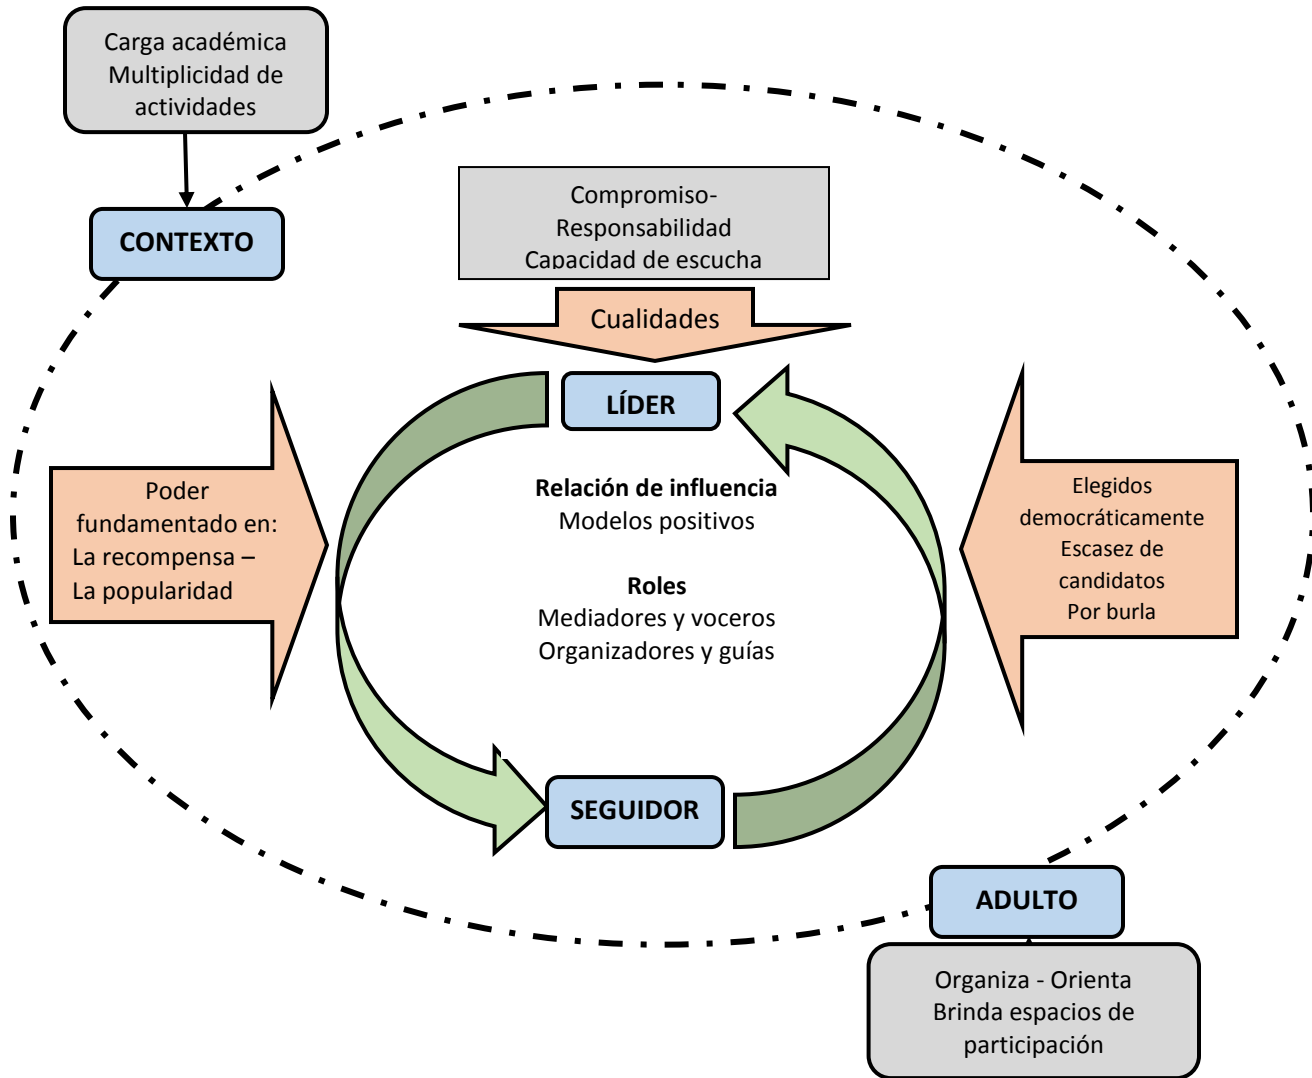 Carga académica
Multiplicidad de
actividades
CONTEXTO
Compromiso-
Responsabilidad
Capacidad de escucha
Cualidades
LÍDER
Poder
fundamentado en:
La recompensa –
La popularidad
Relación de influencia
Modelos positivos
Roles
Mediadores y voceros
Organizadores y guías
Elegidos
democráticamente
Escasez de
candidatos
Por burla
SEGUIDOR
ADULTO
Organiza - Orienta
Brinda espacios de
participación